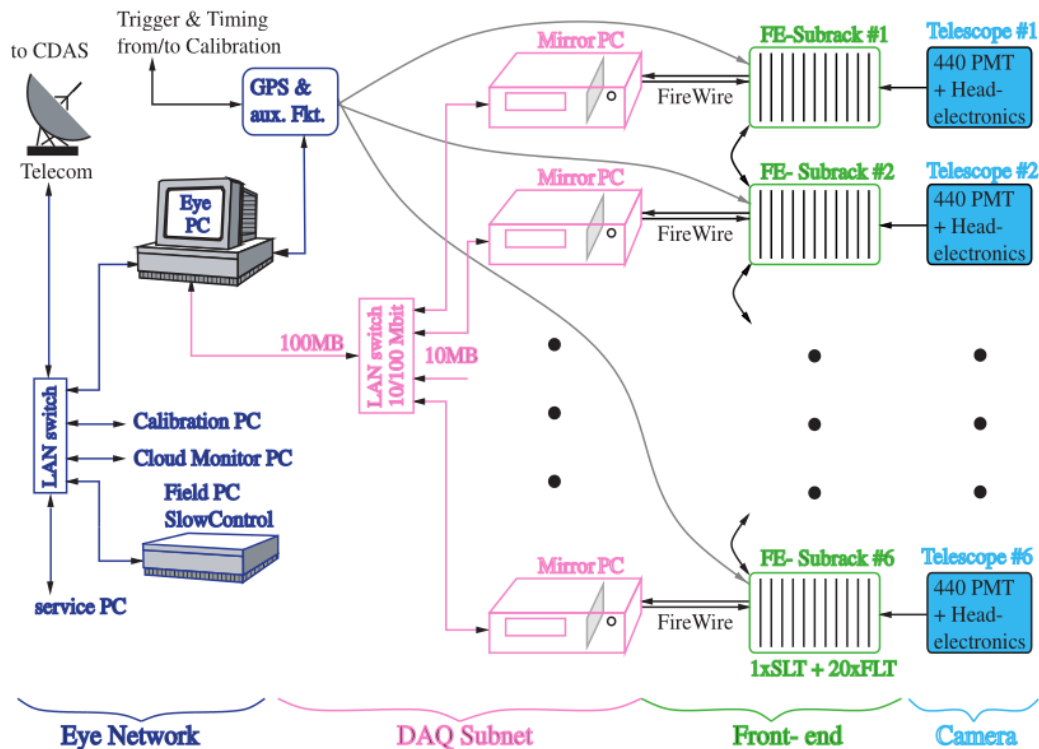 Trigger & Timing
from/to Calibration
to CDAS
Telecom
GPS &
aux. Fkt.
Eye
PC
LAN switch
Calibration PC
Cloud Monitor PC
Field PC
SlowControl
service PC
100MB
LAN switch
10/100 Mbit
10MB
Mirror PC
FireWire
FE-Subrack #1
Telescope #1
440 PMT
+ Head-
electronics
Mirror PC
FireWire
FE- Subrack #2
Telescope #2
440 PMT
+ Head-
electronics
Mirror PC
FireWire
FE- Subrack #6
1xSLT + 20xFLT
Telescope #6
440 PMT
+ Head-
electronics
Eye Network
DAQ Subnet
Front- end
Camera